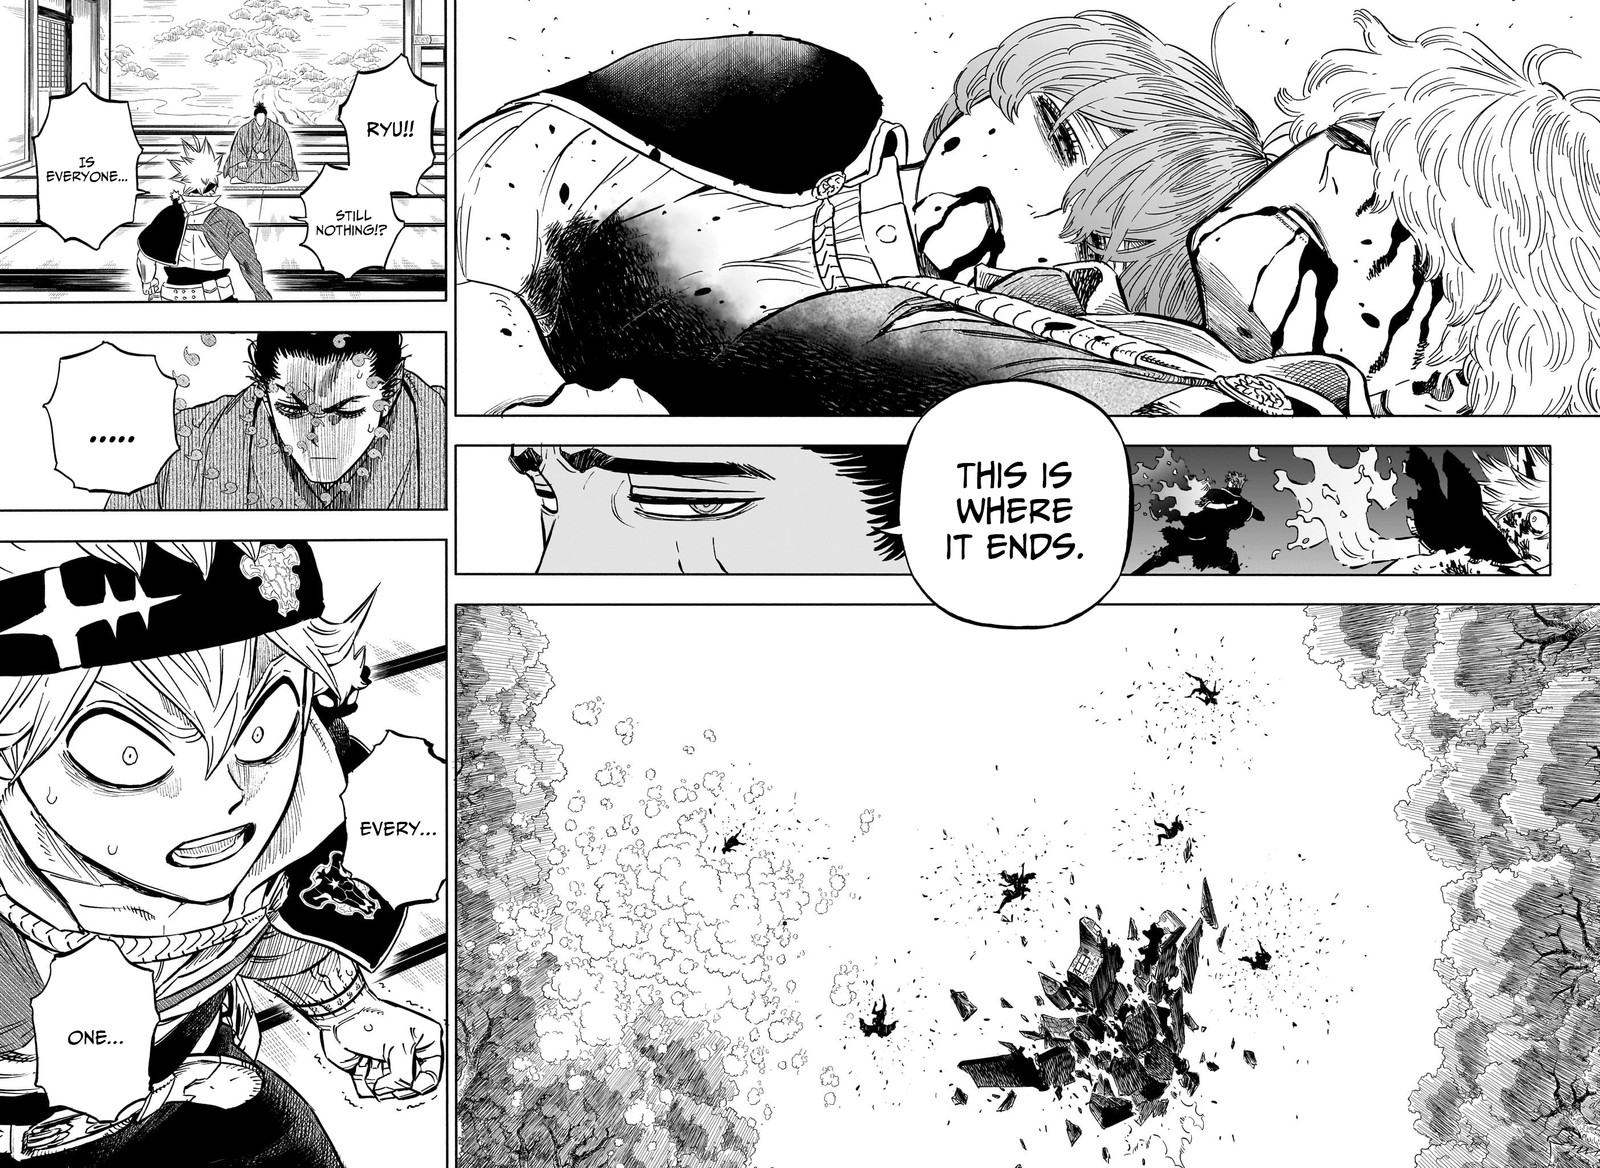 THIS IS
WHERE
IT ENDS.
RYU!!
STILL
NOTHING!?
IS
EVERYONE...
.....
EVERY...
ONE...